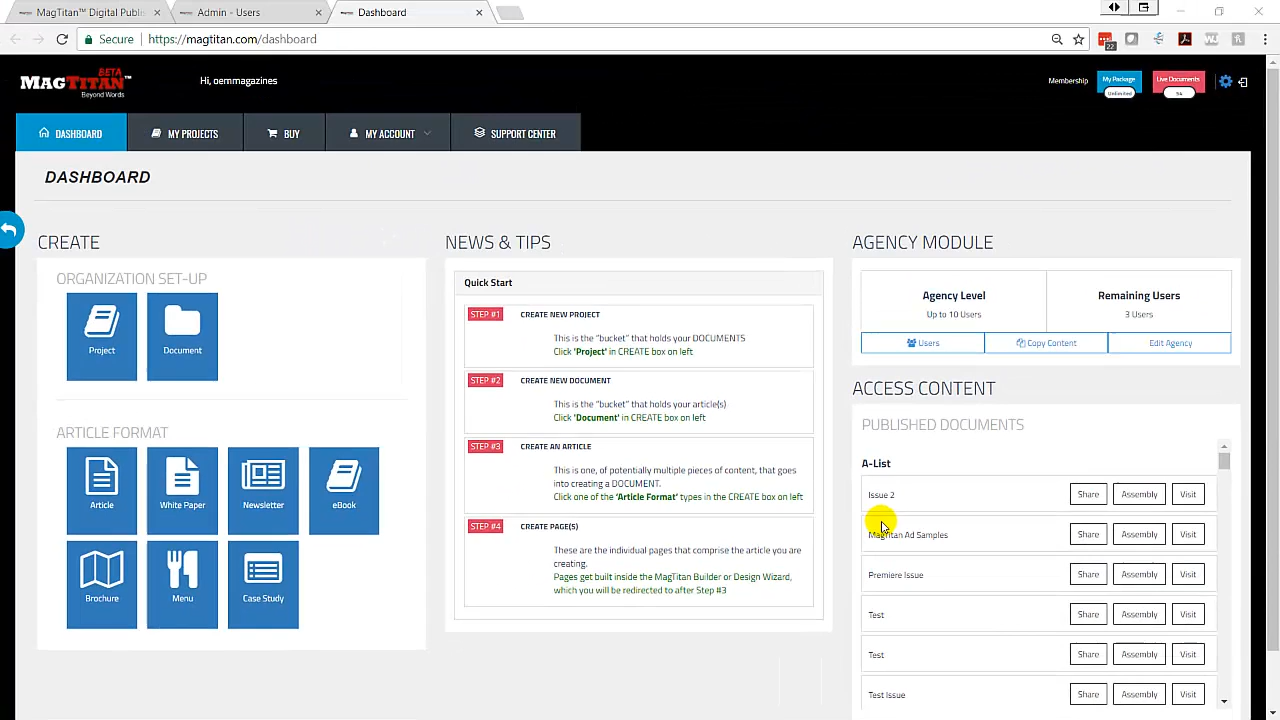 MagTitan™ Digital Publis
Admin - Users
Dashboard
Secure
https://magtitan.com/dashboard
22
MAGTITAN™
BETA
Beyond Words
Hi, oemmagazines
Membership
My Package
Unlimited
Live Documents
54
DASHBOARD
MY PROJECTS
BUY
MY ACCOUNT
SUPPORT CENTER
DASHBOARD
CREATE
ORGANIZATION SET-UP
Project
Document
ARTICLE FORMAT
Article
White Paper
Newsletter
eBook
Brochure
Menu
Case Study
NEWS & TIPS
Quick Start
STEP #1
CREATE NEW PROJECT
This is the “bucket” that holds your DOCUMENTS
Click 'Project' in CREATE box on left
STEP #2
CREATE NEW DOCUMENT
This is the “bucket” that holds your article(s).
Click 'Document' in CREATE box on left
STEP #3
CREATE AN ARTICLE
This is one, of potentially multiple pieces of content, that goes
into creating a DOCUMENT.
Click one of the 'Article Format' types in the CREATE box on left
STEP #4
CREATE PAGE(S)
These are the individual pages that comprise the article you are
creating.
Pages get built inside the MagTitan Builder or Design Wizard,
which you will be redirected to after Step #3
AGENCY MODULE
Agency Level
Up to 10 Users
Remaining Users
3 Users
Users
Copy Content
Edit Agency
ACCESS CONTENT
PUBLISHED DOCUMENTS
A-List
Issue 2
Share
Assembly
Visit
MagTitan Ad Samples
Share
Assembly
Visit
Premiere Issue
Share
Assembly
Visit
Test
Share
Assembly
Visit
Test
Share
Assembly
Visit
Test Issue
Share
Assembly
Visit